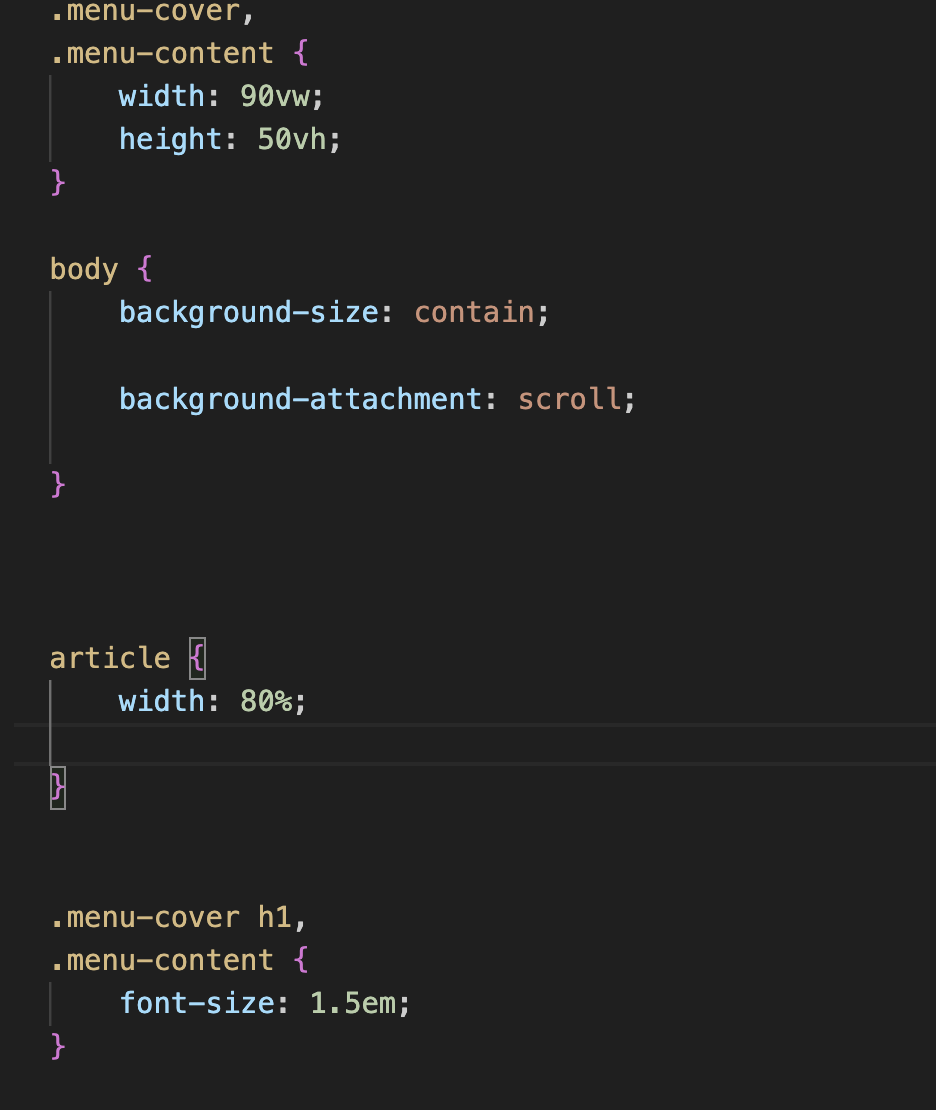 .menu-cover,
.menu-content {
    width: 90vw;
    height: 50vh;
}
body {
    background-size: contain;
    background-attachment: scroll;
}
article {
    width: 80%;
}
.menu-cover h1,
.menu-content {
    font-size: 1.5em;
}